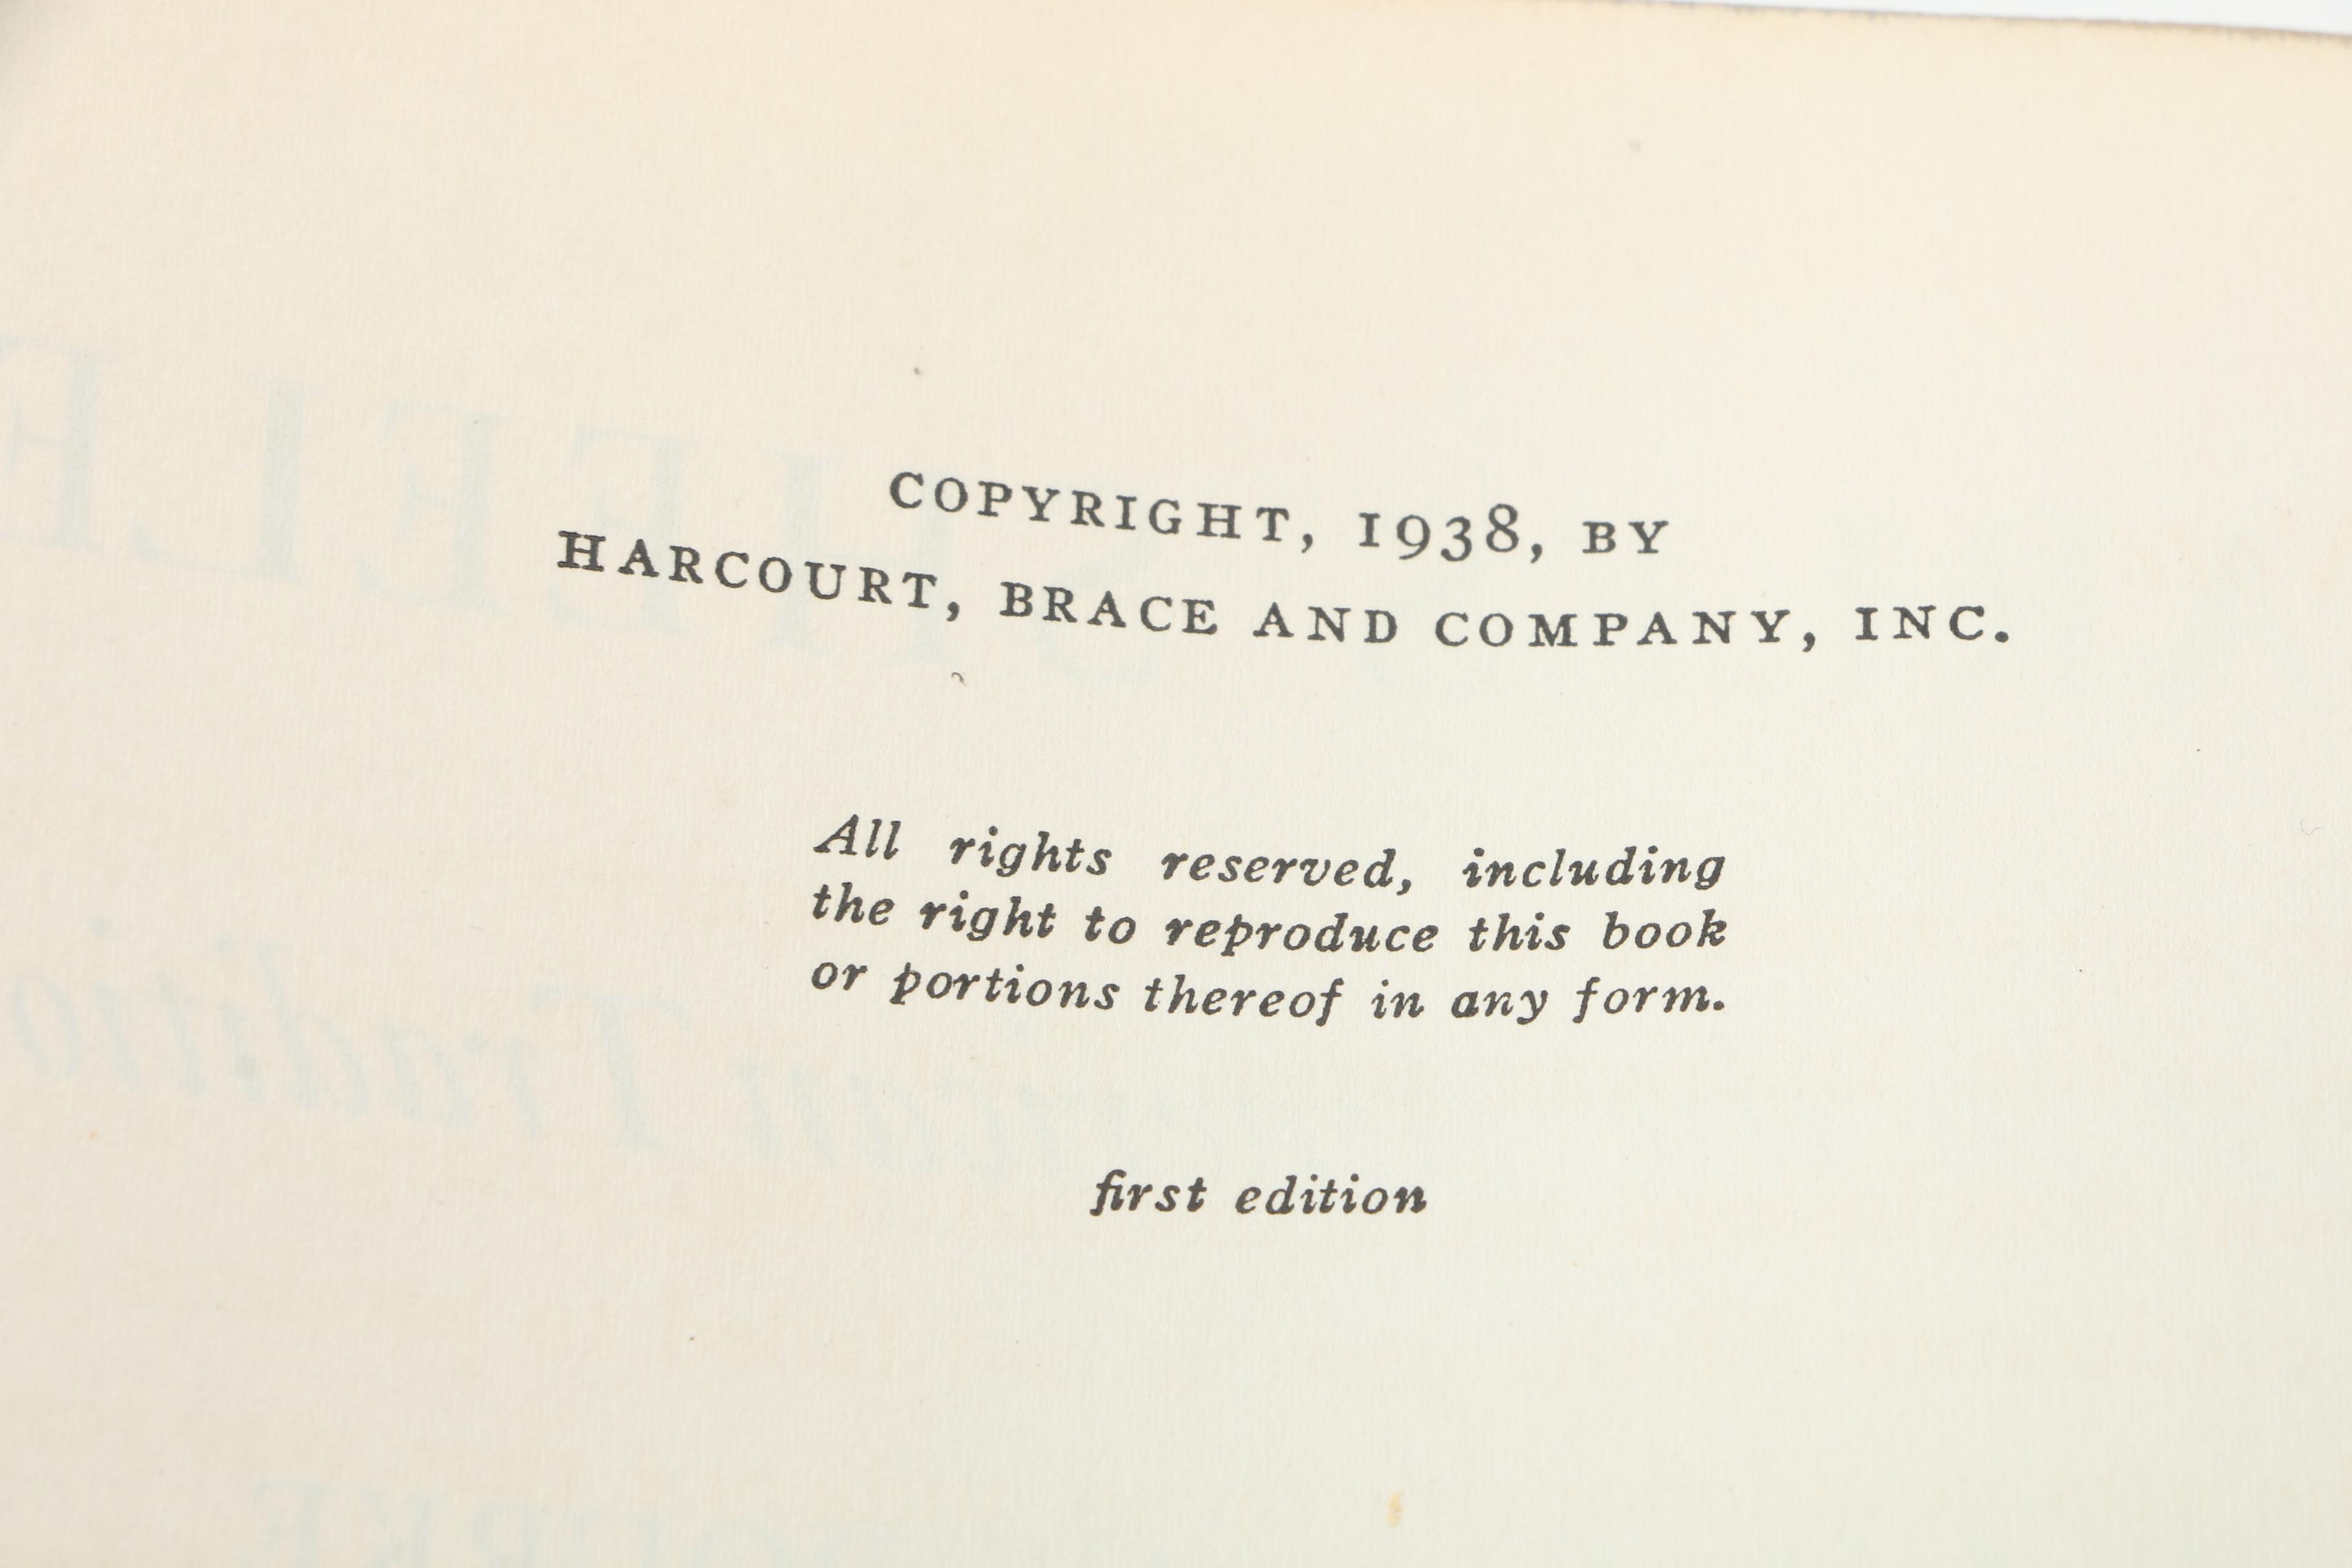 COPYRIGHT, 1938, BY
HARCOURT, BRACE AND COMPANY, INC.
All rights reserved, including
the right to reproduce this book
or portions thereof in any form.
first edition